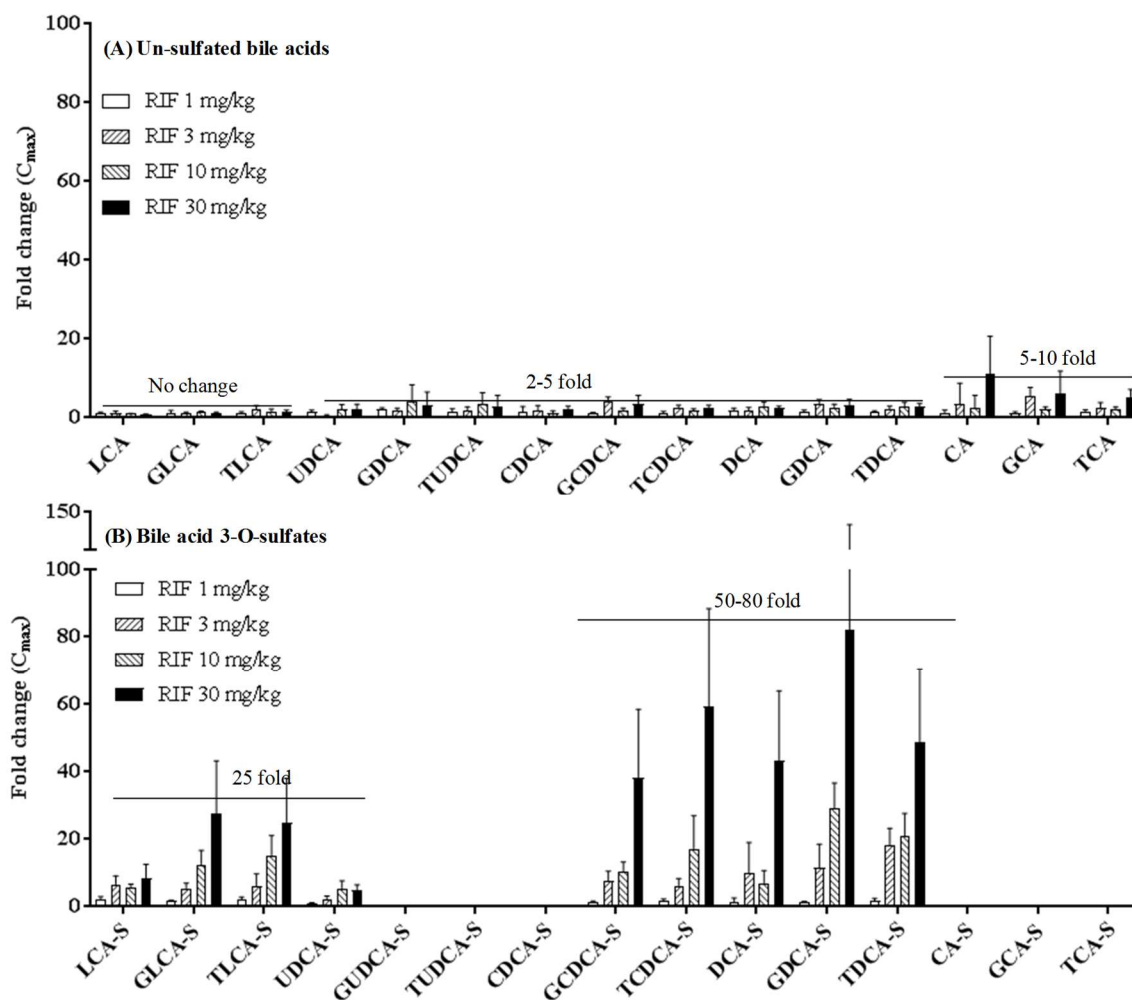 100
80
60
40
20
0
Fold change (Cmax)
(A) Un-sulfated bile acids
RIF 1 mg/kg
RIF 3 mg/kg
RIF 10 mg/kg
RIF 30 mg/kg
No change
2-5 fold
5-10 fold
LCA
GLCA
TLCA
UDCA
GDCA
TUDCA
CDCA
GCDCA
TCDCA
DCA
GDCA
TDCA
CA
GCA
TCA
150
100
80
60
40
20
0
Fold change (Cmax)
(B) Bile acid 3-O-sulfates
RIF 1 mg/kg
RIF 3 mg/kg
RIF 10 mg/kg
RIF 30 mg/kg
25 fold
50-80 fold
LCA-S
GLCA-S
TLCA-S
UDCA-S
GUDCA-S
TUDCA-S
CDCA-S
GCDCA-S
TCDCA-S
DCA-S
GDCA-S
TDCA-S
CA-S
GCA-S
TCA-S